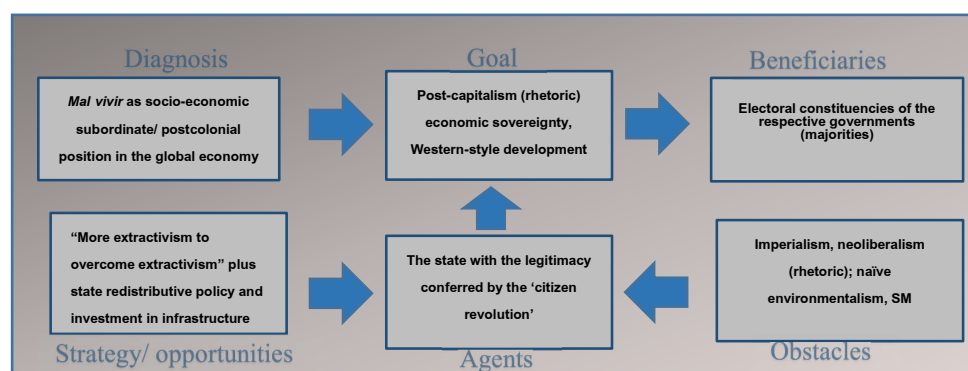 Diagnosis
Mal vivir as socio-economic
subordinate/ postcolonial
position in the global economy
Goal
Post-capitalism (rhetoric)
economic sovereignty,
Western-style development
Beneficiaries
Electoral constituencies of the
respective governments
(majorities)
“More extractivism to
overcome extractivism” plus
state redistributive policy and
investment in infrastructure
Strategy/ opportunities
The state with the legitimacy
conferred by the ‘citizen
revolution’
Agents
Imperialism, neoliberalism
(rhetoric); naïve
environmentalism, SM
Obstacles